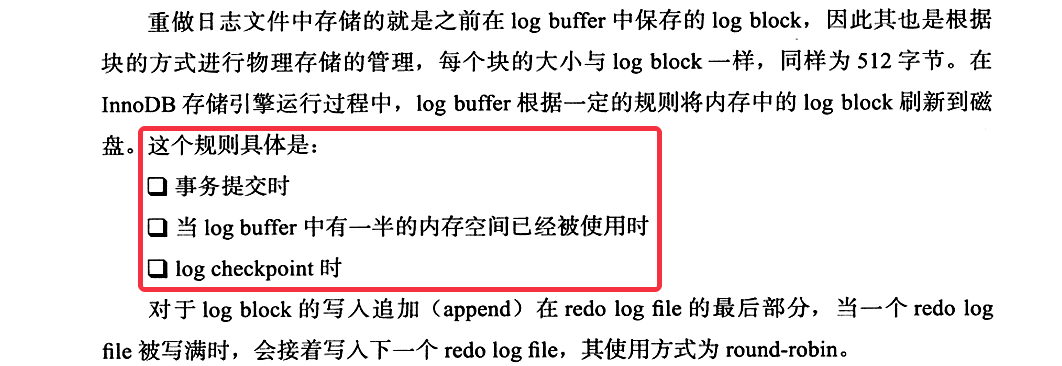 重做日志文件中存储的就是之前在 log buffer 中保存的 log block，因此其也是根据
块的方式进行物理存储的管理，每个块的大小与 log block 一样，同样为 512 字节。在
InnoDB 存储引擎运行过程中，log buffer 根据一定的规则将内存中的 log block 刷新到磁
盘。这个规则具体是：
❏ 事务提交时
❏ 当 log buffer 中有一半的内存空间已经被使用时
❏ log checkpoint 时
对于 log block 的写入追加（append）在 redo log file 的最后部分，当一个 redo log
file 被写满时，会接着写入下一个 redo log file，其使用方式为 round-robin。